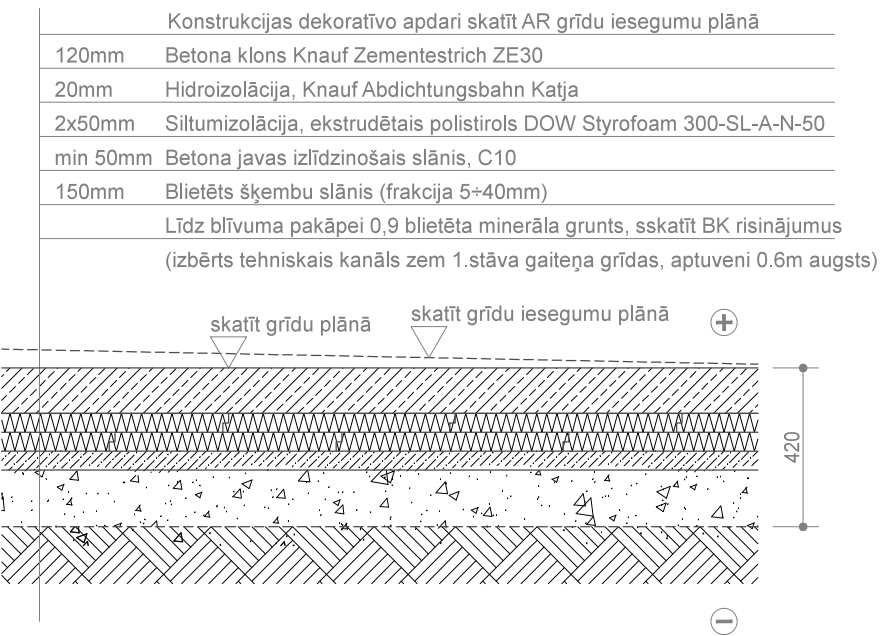 Konstrukcijas dekoratīvo apdari skatīt AR grīdu iesegumu plānā
120mm Betona klons Knauf Zementestrich ZE30
20mm Hidroizolācija, Knauf Abdichtungsbahn Katja
2x50mm Siltumizolācija, ekstrudētais polistirols DOW Styrofoam 300-SL-A-N-50
min 50mm Betona javas izlīdzinošais slānis, C10
150mm Blietēts šķembu slānis (frakcija 5÷40mm)
Līdz blīvuma pakāpei 0,9 blietēta minerāla grunts, sskatīt BK risinājumus
(izbērts tehniskais kanāls zem 1.stāva gaiteņa grīdas, aptuveni 0.6m augsts)
skatīt grīdu plānā
skatīt grīdu iesegumu plānā
+
420
−